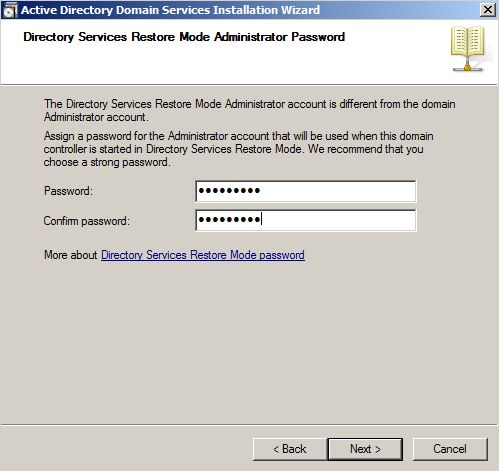 Active Directory Domain Services Installation Wizard
Directory Services Restore Mode Administrator Password
The Directory Services Restore Mode Administrator account is different from the domain
Administrator account.
Assign a password for the Administrator account that will be used when this domain
controller is started in Directory Services Restore Mode. We recommend that you
choose a strong password.
Password: •••••••••
Confirm password: •••••••••
More about Directory Services Restore Mode password
< Back Next > Cancel